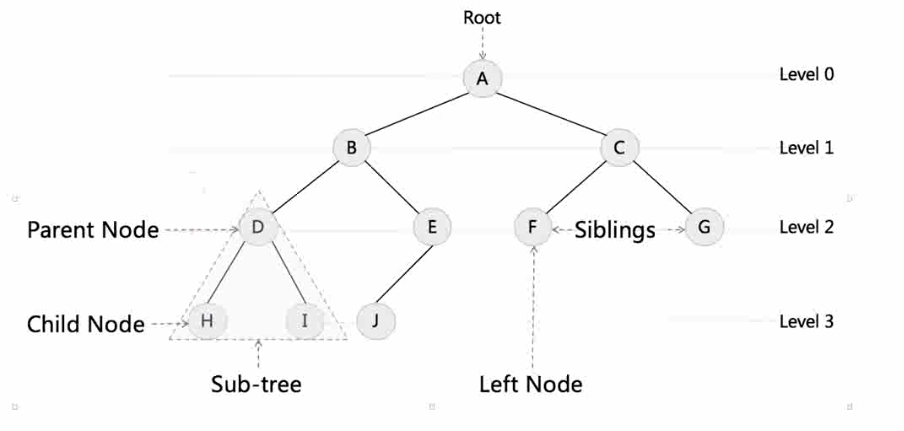 Root
A
Level 0
B
C
Level 1
Parent Node
D
E
F
Siblings
G
Level 2
Child Node
H
I
J
Level 3
Sub-tree
Left Node